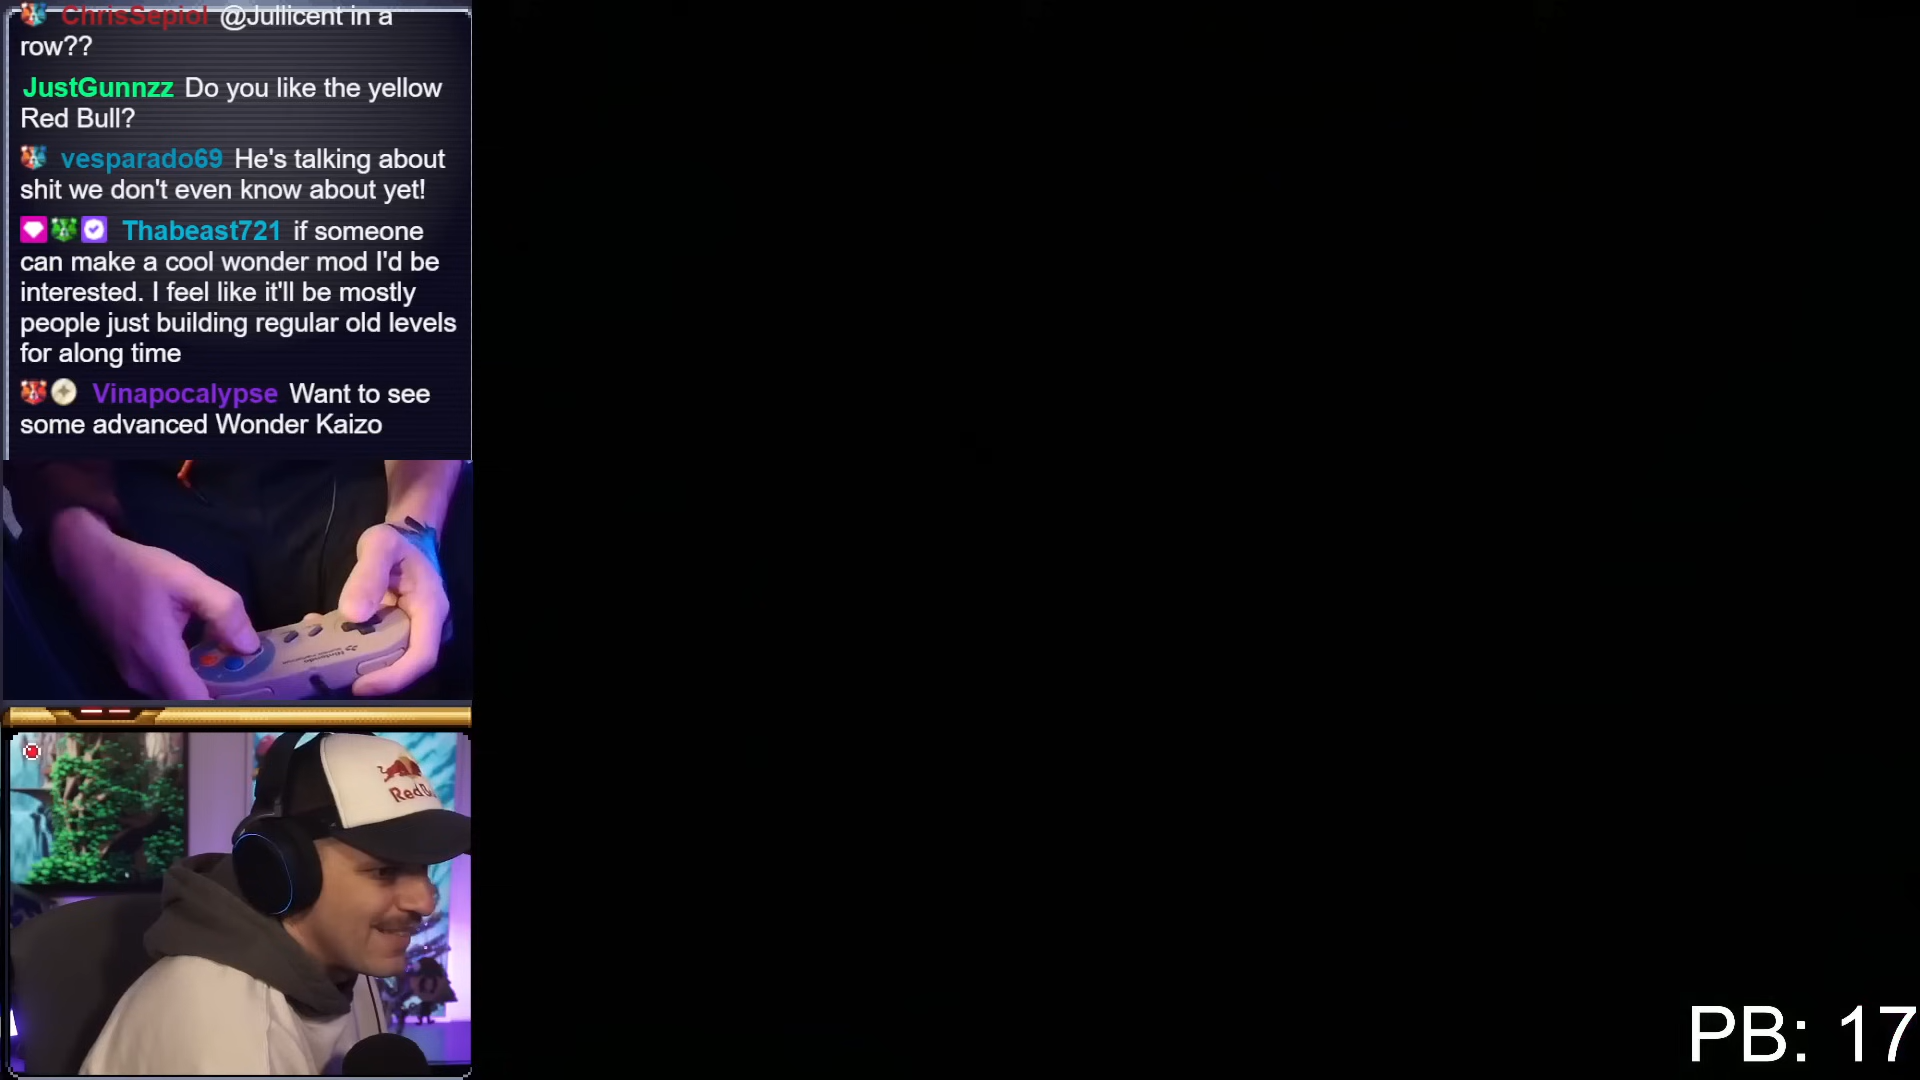 ChrisSepiol @Jullicent in a
row??
JustGunnzz Do you like the yellow
Red Bull?
vesparado69 He's talking about
shit we don't even know about yet!
Thabeast721 if someone
can make a cool wonder mod I'd be
interested. I feel like it'll be mostly
people just building regular old levels
for along time
Vinapocalypse Want to see
some advanced Wonder Kaizo
Nintendo
Red B
PB: 17